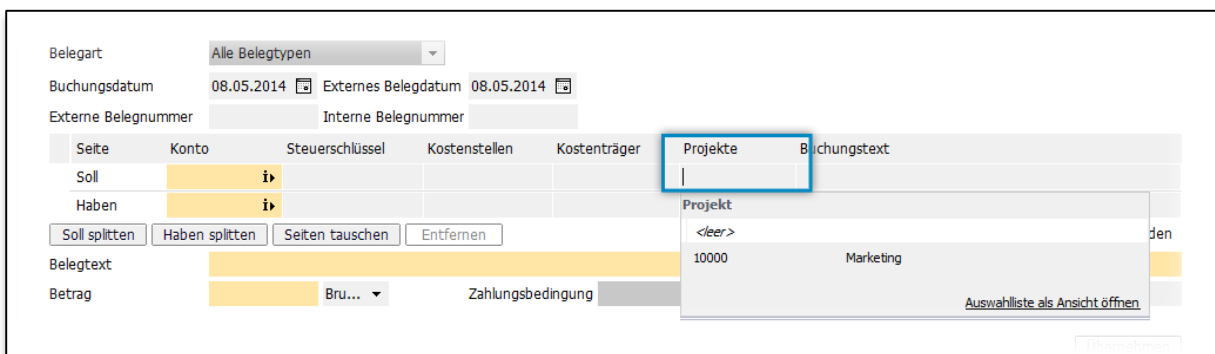 Belegart Alle Belegtypen
Buchungsdatum 08.05.2014 Externes Belegdatum 08.05.2014
Externe Belegnummer Interne Belegnummer
Seite Konto Steuerschlüssel Kostenstellen Kostenträger Projekte Buchungstext
Soll
Haben
Projekt
Soll splitten Haben splitten Seiten tauschen Entfernen <leer> den
Belegtext 10000 Marketing
Betrag Bru... Zahlungsbedingung
Auswahlliste als Ansicht öffnen
Übernehmen